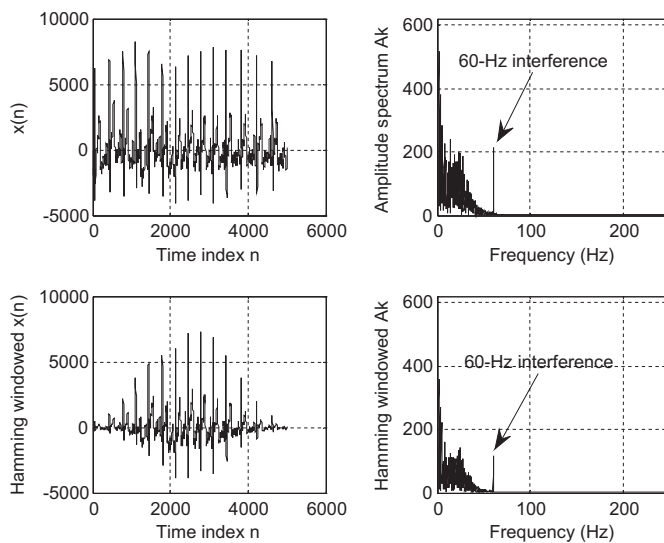 10000
5000
0
-5000
x(n)
0 2000 4000 6000
Time index n
600
400
200
0
Amplitude spectrum Ak
60-Hz interference
0 100 200
Frequency (Hz)
10000
5000
0
-5000
Hamming windowed x(n)
0 2000 4000 6000
Time index n
600
400
200
0
Hamming windowed Ak
60-Hz interference
0 100 200
Frequency (Hz)